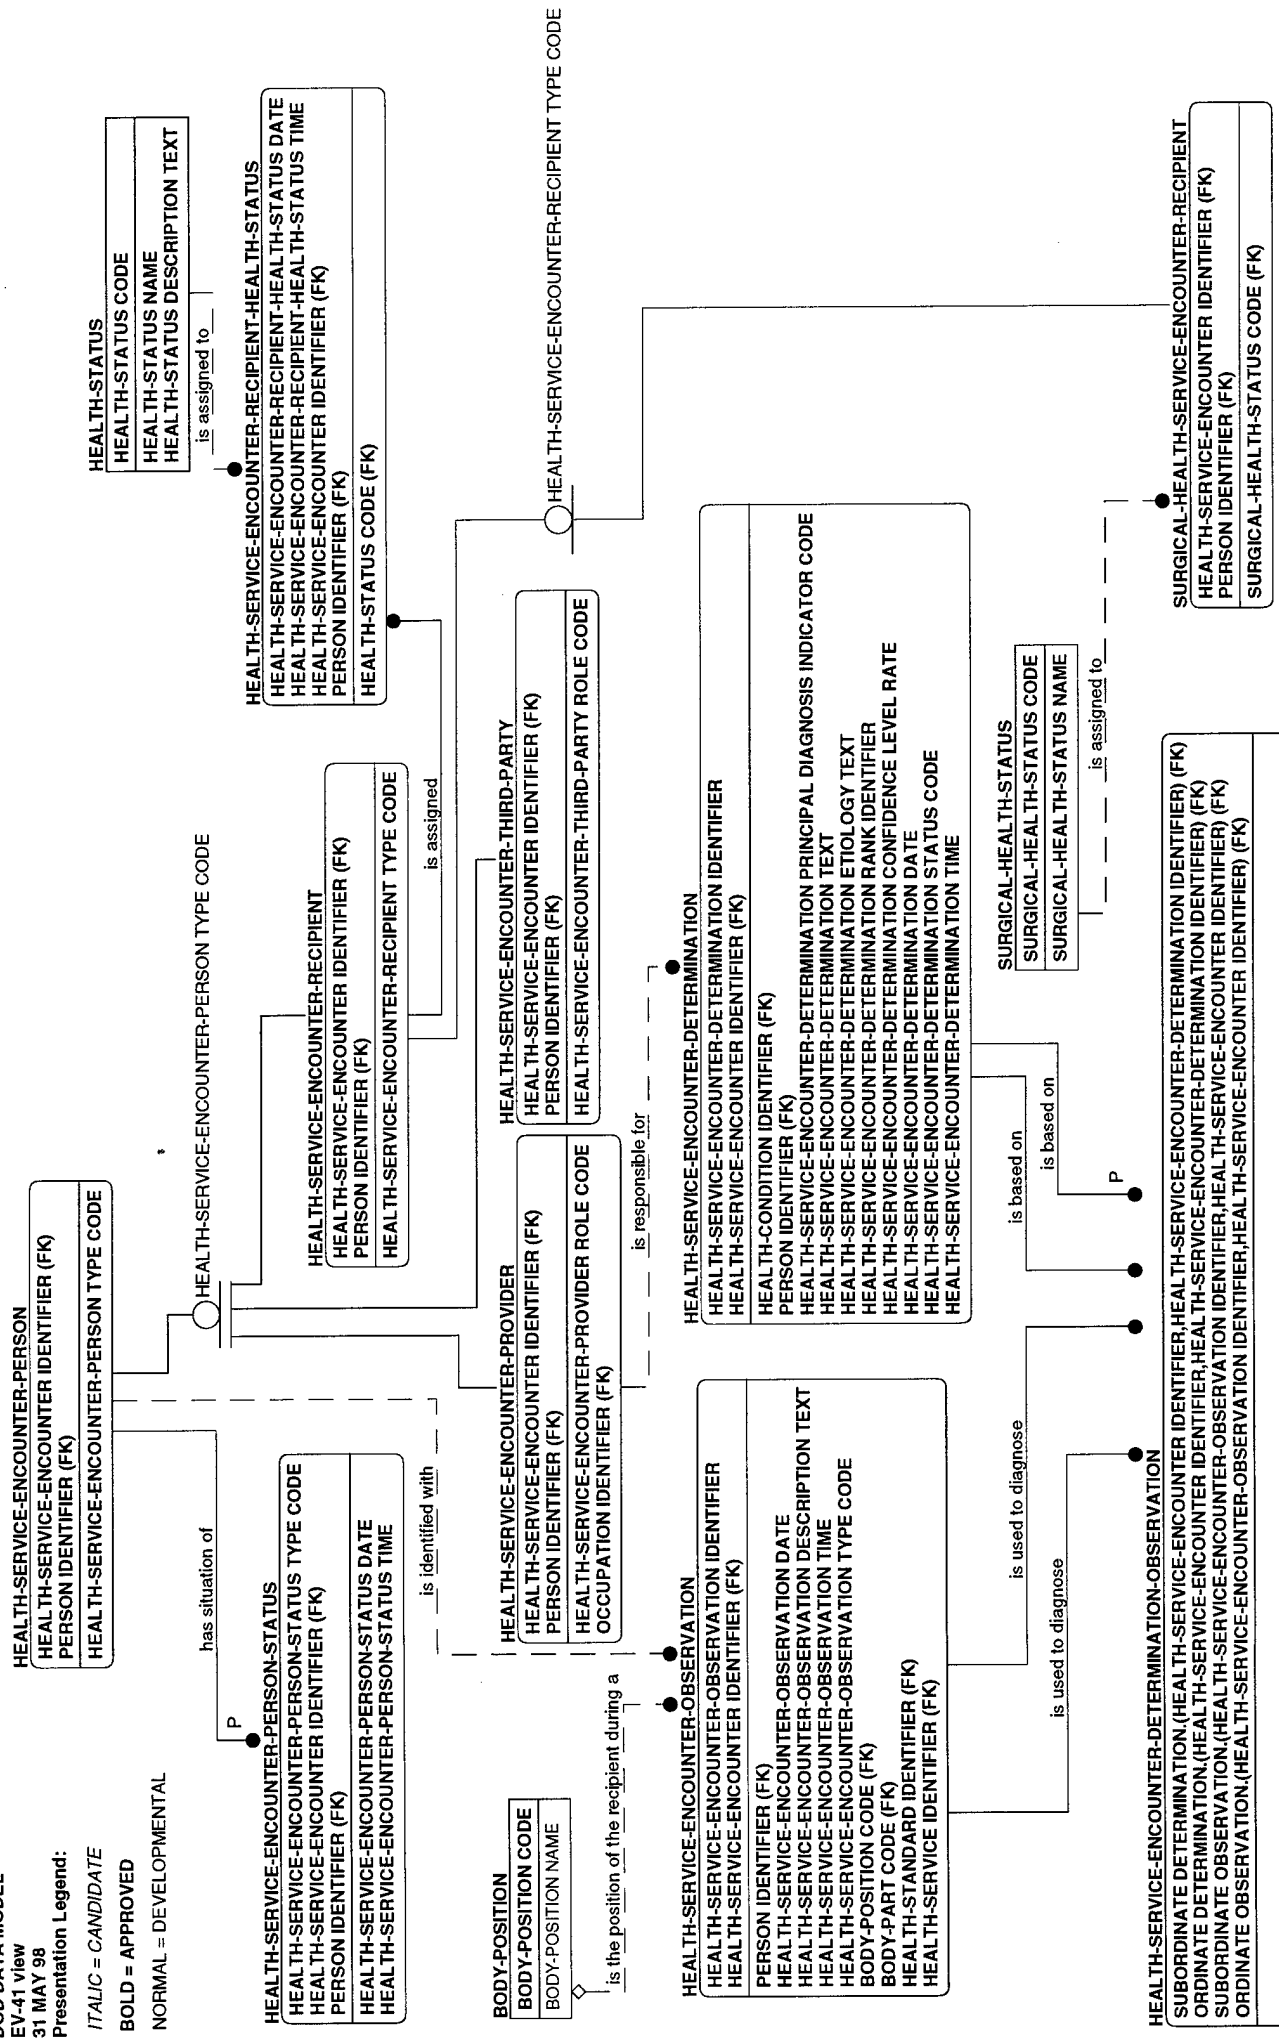 DOD DATA MODEL
EV-41 view
31 MAY 98
Presentation Legend:
ITALIC = CANDIDATE
BOLD = APPROVED
NORMAL = DEVELOPMENTAL
HEALTH-SERVICE-ENCOUNTER-PERSON
HEALTH-SERVICE-ENCOUNTER IDENTIFIER (FK)
PERSON IDENTIFIER (FK)
HEALTH-SERVICE-ENCOUNTER-PERSON TYPE CODE
has situation of
P
HEALTH-SERVICE-ENCOUNTER-PERSON TYPE CODE
HEALTH-STATUS
HEALTH-STATUS CODE
HEALTH-STATUS NAME
HEALTH-STATUS DESCRIPTION TEXT
is assigned to
HEALTH-SERVICE-ENCOUNTER-PERSON-STATUS
HEALTH-SERVICE-ENCOUNTER-PERSON-STATUS TYPE CODE
HEALTH-SERVICE-ENCOUNTER IDENTIFIER (FK)
PERSON IDENTIFIER (FK)
HEALTH-SERVICE-ENCOUNTER-PERSON-STATUS DATE
HEALTH-SERVICE-ENCOUNTER-PERSON-STATUS TIME
is identified with
HEALTH-SERVICE-ENCOUNTER-RECIPIENT
HEALTH-SERVICE-ENCOUNTER IDENTIFIER (FK)
PERSON IDENTIFIER (FK)
HEALTH-SERVICE-ENCOUNTER-RECIPIENT TYPE CODE
is assigned
HEALTH-SERVICE-ENCOUNTER-RECIPIENT-HEALTH-STATUS
HEALTH-SERVICE-ENCOUNTER-RECIPIENT-HEALTH-STATUS DATE
HEALTH-SERVICE-ENCOUNTER-RECIPIENT-HEALTH-STATUS TIME
HEALTH-SERVICE-ENCOUNTER IDENTIFIER (FK)
PERSON IDENTIFIER (FK)
HEALTH-STATUS CODE (FK)
BODY-POSITION
BODY-POSITION CODE
BODY-POSITION NAME
is the position of the recipient during a
HEALTH-SERVICE-ENCOUNTER-PROVIDER
HEALTH-SERVICE-ENCOUNTER IDENTIFIER (FK)
PERSON IDENTIFIER (FK)
HEALTH-SERVICE-ENCOUNTER-PROVIDER ROLE CODE
OCCUPATION IDENTIFIER (FK)
is responsible for
HEALTH-SERVICE-ENCOUNTER-THIRD-PARTY
HEALTH-SERVICE-ENCOUNTER IDENTIFIER (FK)
PERSON IDENTIFIER (FK)
HEALTH-SERVICE-ENCOUNTER-THIRD-PARTY ROLE CODE
HEALTH-SERVICE-ENCOUNTER-RECIPIENT TYPE CODE
HEALTH-SERVICE-ENCOUNTER-OBSERVATION
HEALTH-SERVICE-ENCOUNTER-OBSERVATION IDENTIFIER
HEALTH-SERVICE-ENCOUNTER IDENTIFIER (FK)
PERSON IDENTIFIER (FK)
HEALTH-SERVICE-ENCOUNTER-OBSERVATION DATE
HEALTH-SERVICE-ENCOUNTER-OBSERVATION DESCRIPTION TEXT
HEALTH-SERVICE-ENCOUNTER-OBSERVATION TIME
HEALTH-SERVICE-ENCOUNTER-OBSERVATION TYPE CODE
BODY-POSITION CODE (FK)
BODY-PART CODE (FK)
HEALTH-STANDARD IDENTIFIER (FK)
HEALTH-SERVICE IDENTIFIER (FK)
is used to diagnose
is used to diagnose
HEALTH-SERVICE-ENCOUNTER-DETERMINATION
HEALTH-SERVICE-ENCOUNTER-DETERMINATION IDENTIFIER
HEALTH-SERVICE-ENCOUNTER IDENTIFIER (FK)
HEALTH-CONDITION IDENTIFIER (FK)
PERSON IDENTIFIER (FK)
HEALTH-SERVICE-ENCOUNTER-DETERMINATION PRINCIPAL DIAGNOSIS INDICATOR CODE
HEALTH-SERVICE-ENCOUNTER-DETERMINATION TEXT
HEALTH-SERVICE-ENCOUNTER-DETERMINATION ETIOLOGY TEXT
HEALTH-SERVICE-ENCOUNTER-DETERMINATION RANK IDENTIFIER
HEALTH-SERVICE-ENCOUNTER-DETERMINATION CONFIDENCE LEVEL RATE
HEALTH-SERVICE-ENCOUNTER-DETERMINATION DATE
HEALTH-SERVICE-ENCOUNTER-DETERMINATION STATUS CODE
HEALTH-SERVICE-ENCOUNTER-DETERMINATION TIME
is based on
is based on
P
SURGICAL-HEALTH-STATUS
SURGICAL-HEALTH-STATUS CODE
SURGICAL-HEALTH-STATUS NAME
is assigned to
HEALTH-SERVICE-ENCOUNTER-DETERMINATION-OBSERVATION
SUBORDINATE DETERMINATION.(HEALTH-SERVICE-ENCOUNTER IDENTIFIER,HEALTH-SERVICE-ENCOUNTER-DETERMINATION IDENTIFIER) (FK)
ORDINATE DETERMINATION.(HEALTH-SERVICE-ENCOUNTER IDENTIFIER,HEALTH-SERVICE-ENCOUNTER-DETERMINATION IDENTIFIER) (FK)
SUBORDINATE OBSERVATION.(HEALTH-SERVICE-ENCOUNTER-OBSERVATION IDENTIFIER,HEALTH-SERVICE-ENCOUNTER IDENTIFIER) (FK)
ORDINATE OBSERVATION.(HEALTH-SERVICE-ENCOUNTER-OBSERVATION IDENTIFIER,HEALTH-SERVICE-ENCOUNTER IDENTIFIER) (FK)
SURGICAL-HEALTH-SERVICE-ENCOUNTER-RECIPIENT
HEALTH-SERVICE-ENCOUNTER IDENTIFIER (FK)
PERSON IDENTIFIER (FK)
SURGICAL-HEALTH-STATUS CODE (FK)